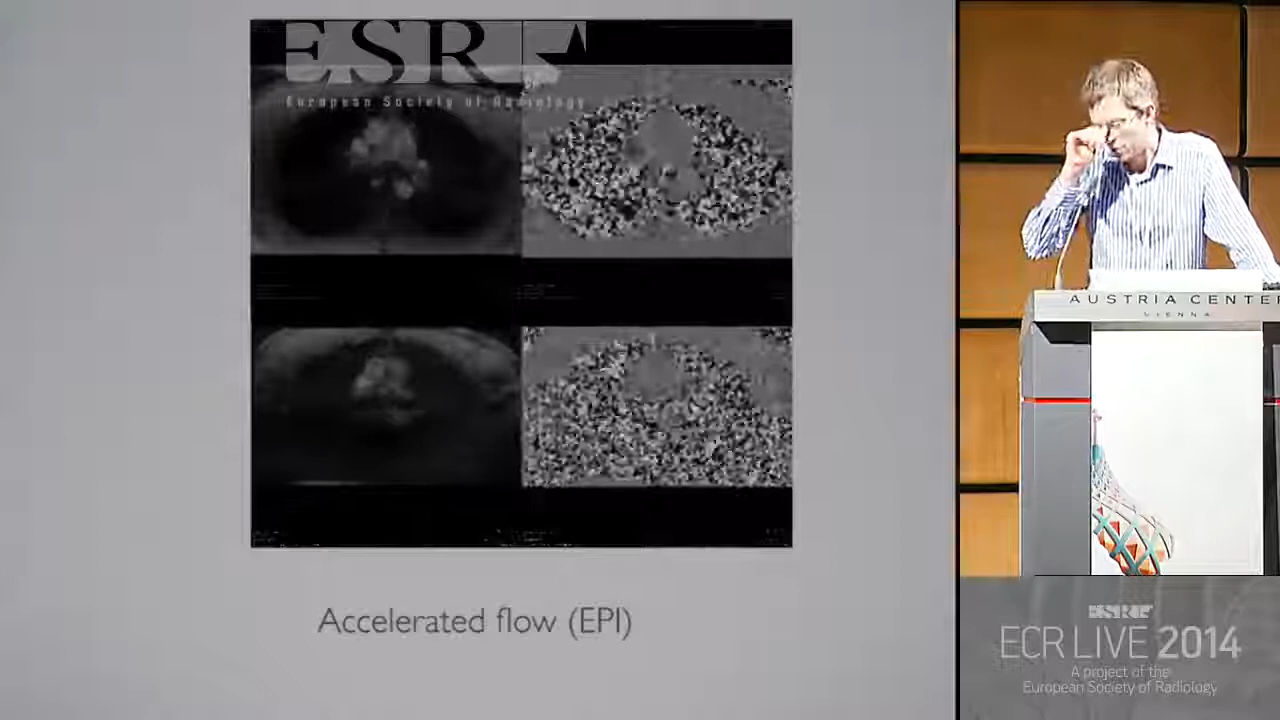 ESR
European Society of Radiology
Accelerated flow (EPI)
AUSTRIA CENTER
VIENNA
ESR
ECR LIVE 2014
A project of the
European Society of Radiology